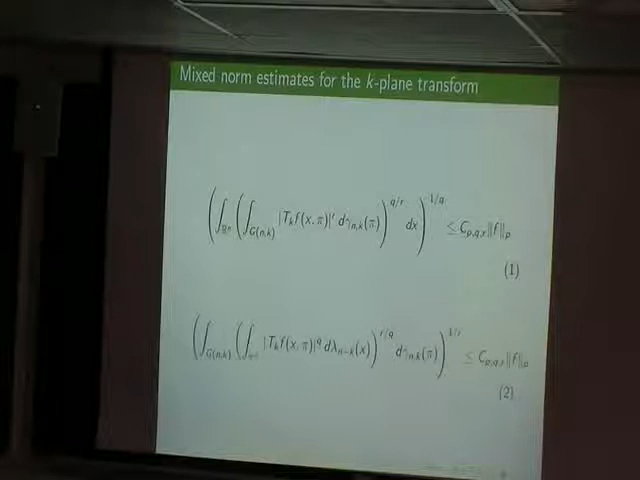 Mixed norm estimates for the k-plane transform
(∫_{ℝⁿ} (∫_{G(n,k)} |T_k f(x, π)|^r dγ_{n,k}(π))^{q/r} dx)^{1/q} ≤ C_{p,q,r} ||f||_p
(1)
(∫_{G(n,k)} (∫ |T_k f(x, π)|^q dλ_{n−k}(x))^{r/q} dγ_{n,k}(π))^{1/r} ≤ C_{p,q,r} ||f||_p
(2)